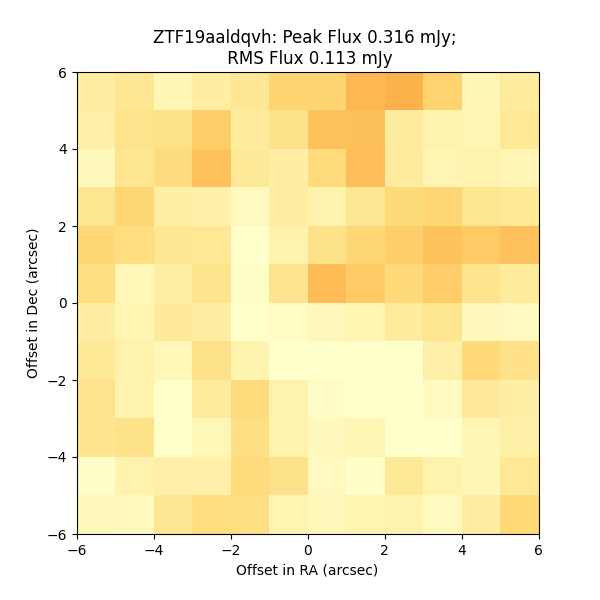 ZTF19aaldqvh: Peak Flux 0.316 mJy;
RMS Flux 0.113 mJy
6
4
2
0
−2
−4
−6
Offset in Dec (arcsec)
−6 −4 −2 0 2 4 6
Offset in RA (arcsec)